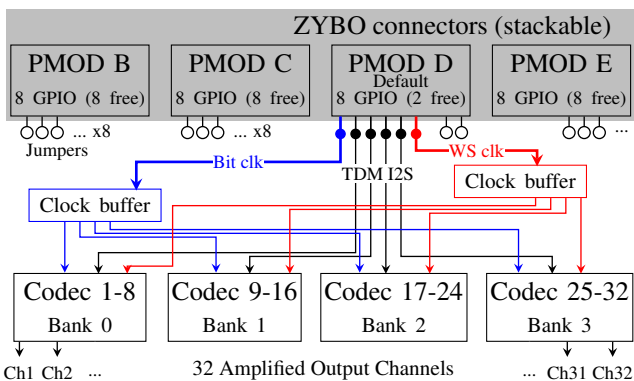 ZYBO connectors (stackable)
PMOD B PMOD C PMOD D PMOD E
Default
8 GPIO (8 free) 8 GPIO (8 free) 8 GPIO (2 free) 8 GPIO (8 free)
... x8 ... x8 ...
Jumpers
Bit clk TDM I2S WS clk
Clock buffer
Clock buffer
Codec 1-8 Codec 9-16 Codec 17-24 Codec 25-32
Bank 0 Bank 1 Bank 2 Bank 3
Ch1 Ch2 ... 32 Amplified Output Channels ... Ch31 Ch32